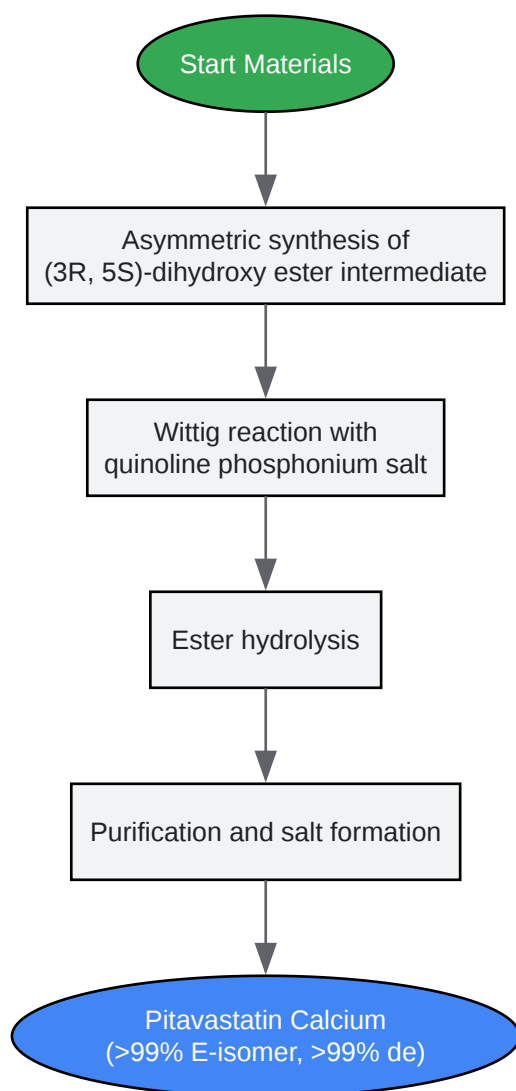 Start Materials
Asymmetric synthesis of
(3R, 5S)-dihydroxy ester intermediate
Wittig reaction with
quinoline phosphonium salt
Ester hydrolysis
Purification and salt formation
Pitavastatin Calcium
(>99% E-isomer, >99% de)